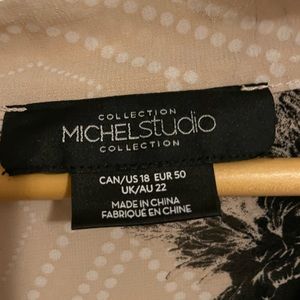 COLLECTION
MICHELstudio
COLLECTION
CAN/US 18 EUR 50
UK/AU 22
MADE IN CHINA
FABRIQUÉ EN CHINE